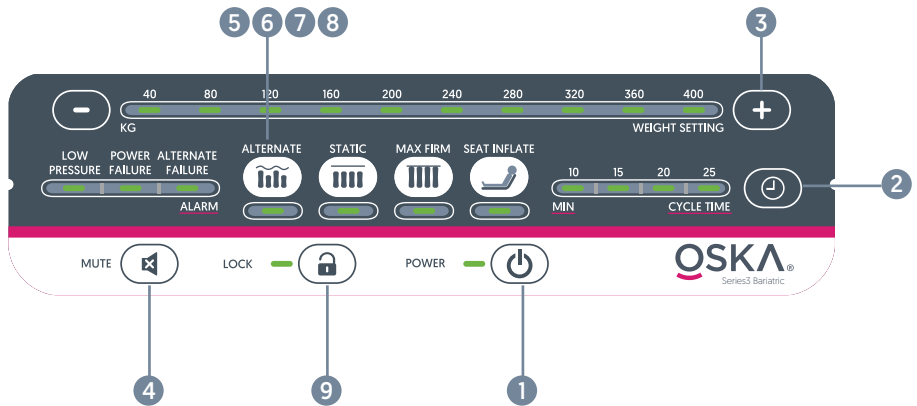 5 6 7 8
3
40 80 120 160 200 240 280 320 360 400
KG WEIGHT SETTING
LOW PRESSURE
POWER FAILURE
ALTERNATE FAILURE
ALARM
ALTERNATE
STATIC
MAX FIRM
SEAT INFLATE
10 15 20 25
MIN CYCLE TIME
2
MUTE
LOCK
POWER
OSKA®
Series3 Bariatric
4
9
1